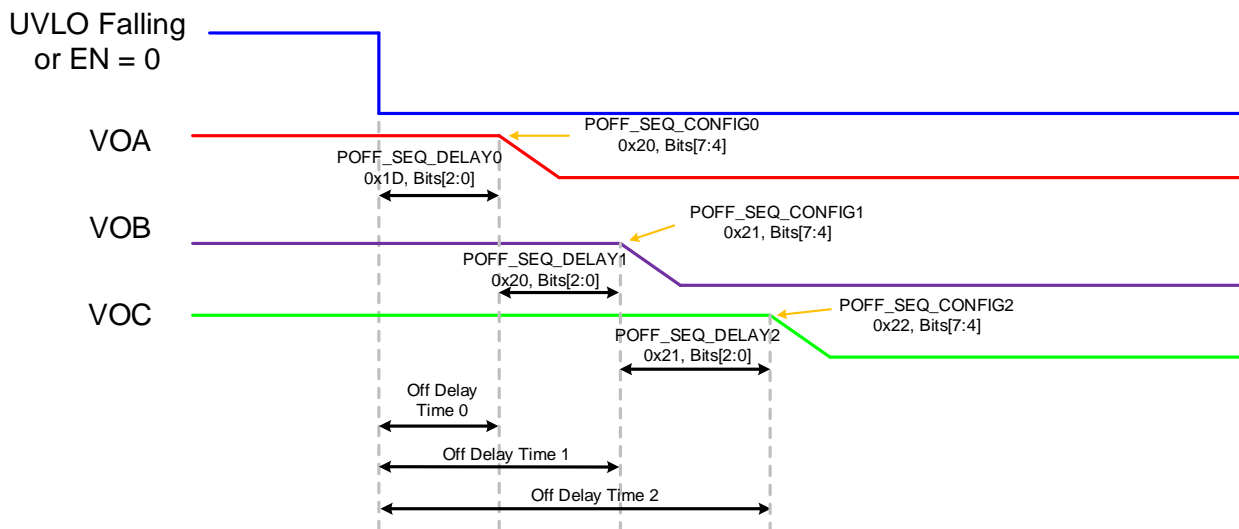 UVLO Falling
or EN = 0
VOA
POFF_SEQ_CONFIG0
0x20, Bits[7:4]
POFF_SEQ_DELAY0
0x1D, Bits[2:0]
VOB
POFF_SEQ_CONFIG1
0x21, Bits[7:4]
POFF_SEQ_DELAY1
0x20, Bits[2:0]
VOC
POFF_SEQ_CONFIG2
0x22, Bits[7:4]
POFF_SEQ_DELAY2
0x21, Bits[2:0]
Off Delay
Time 0
Off Delay Time 1
Off Delay Time 2